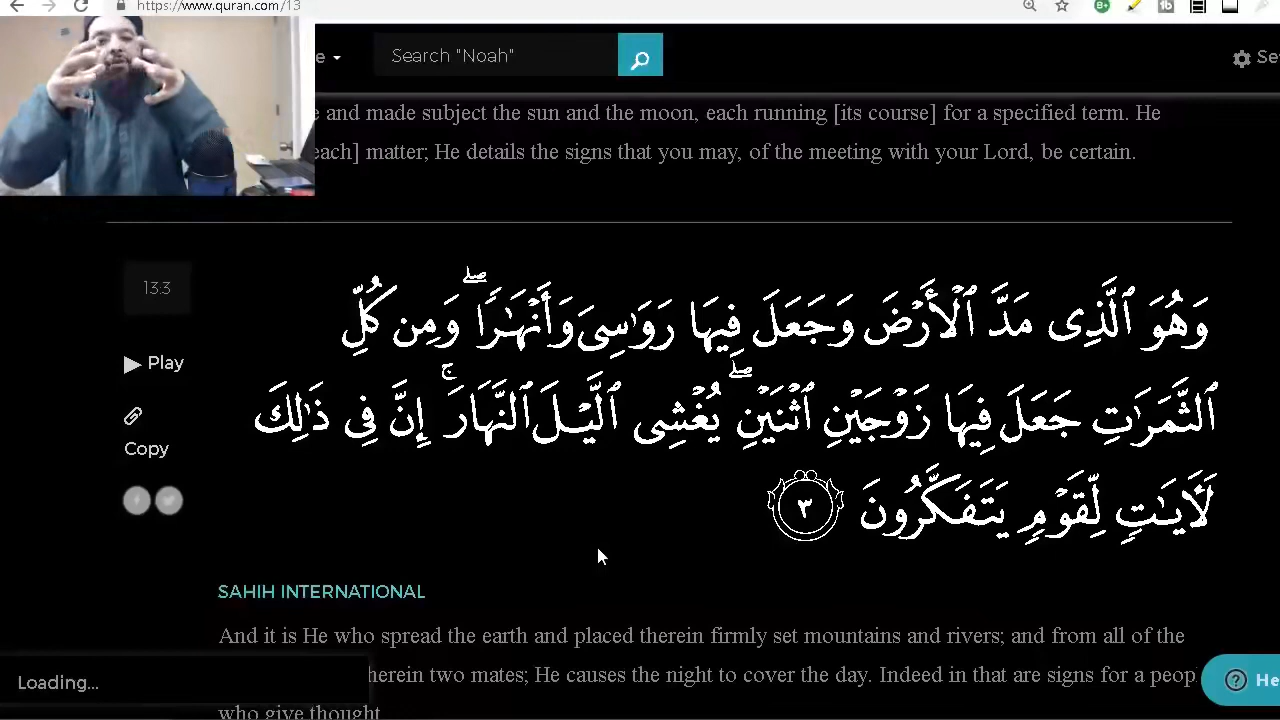 https://www.quran.com/13
e
Search "Noah"
e and made subject the sun and the moon, each running [its course] for a specified term. He
each] matter; He details the signs that you may, of the meeting with your Lord, be certain.
13:3
وَهُوَ ٱلَّذِى مَدَّ ٱلْأَرْضَ وَجَعَلَ فِيهَا رَوَٰسِىَ وَأَنْهَٰرًا ۖ وَمِن كُلِّ
ٱلثَّمَرَٰتِ جَعَلَ فِيهَا زَوْجَيْنِ ٱثْنَيْنِ ۖ يُغْشِى ٱلَّيْلَ ٱلنَّهَارَ ۚ إِنَّ فِى ذَٰلِكَ
لَءَايَٰتٍ لِّقَوْمٍ يَتَفَكَّرُونَ ٣
Play
Copy
SAHIH INTERNATIONAL
And it is He who spread the earth and placed therein firmly set mountains and rivers; and from all of the
herein two mates; He causes the night to cover the day. Indeed in that are signs for a peop
who give thought
Loading...
He